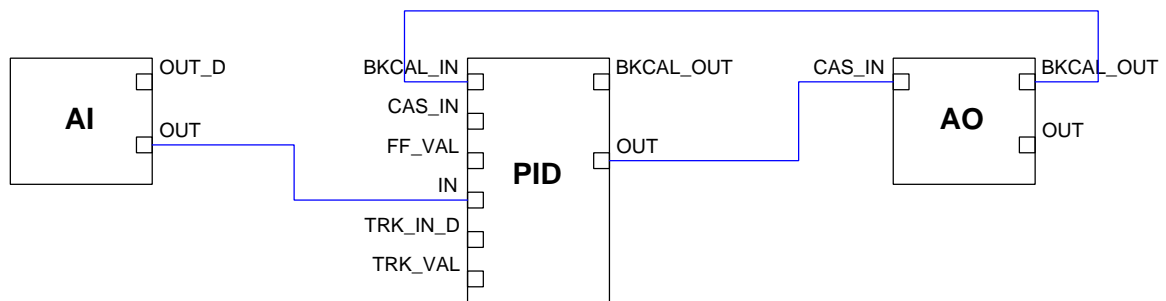 OUT_D
AI
OUT
BKCAL_IN
CAS_IN
FF_VAL
IN
TRK_IN_D
TRK_VAL
PID
BKCAL_OUT
OUT
CAS_IN
AO
BKCAL_OUT
OUT